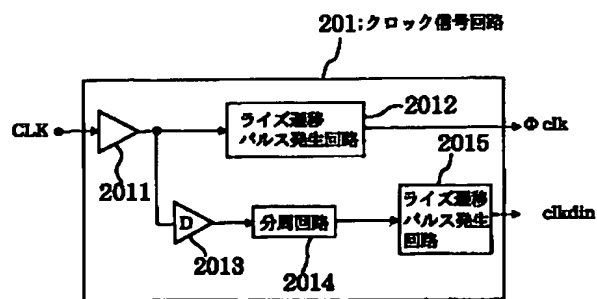 201;クロック信号回路
CLK
2011
ライズ遷移
パルス発生回路
2012
Φclk
D
2013
分周回路
2014
2015
ライズ遷移
パルス発生
回路
clkdin